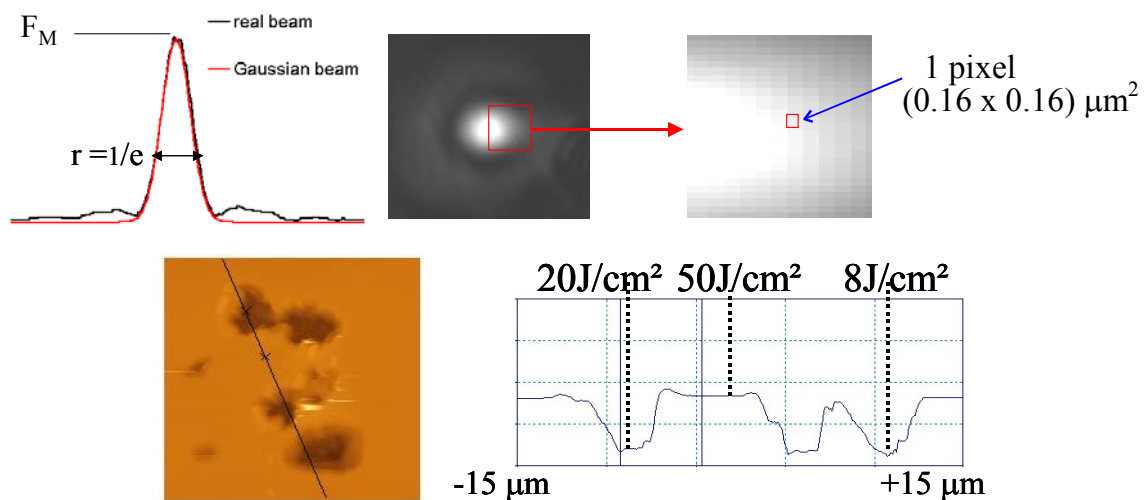 F_M
real beam
Gaussian beam
r =1/e
1 pixel
(0.16 x 0.16) μm²
20J/cm² 50J/cm² 8J/cm²
-15 μm
+15 μm